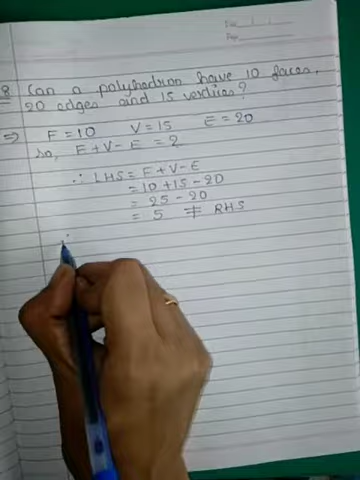 8 Can a polyhedron have 10 faces,
20 edges and 15 vertices?
⇒ F = 10 V = 15 E = 20
So, F + V - E = 2
∴ LHS = F + V - E
= 10 + 15 - 20
= 25 - 20
= 5 ≠ RHS